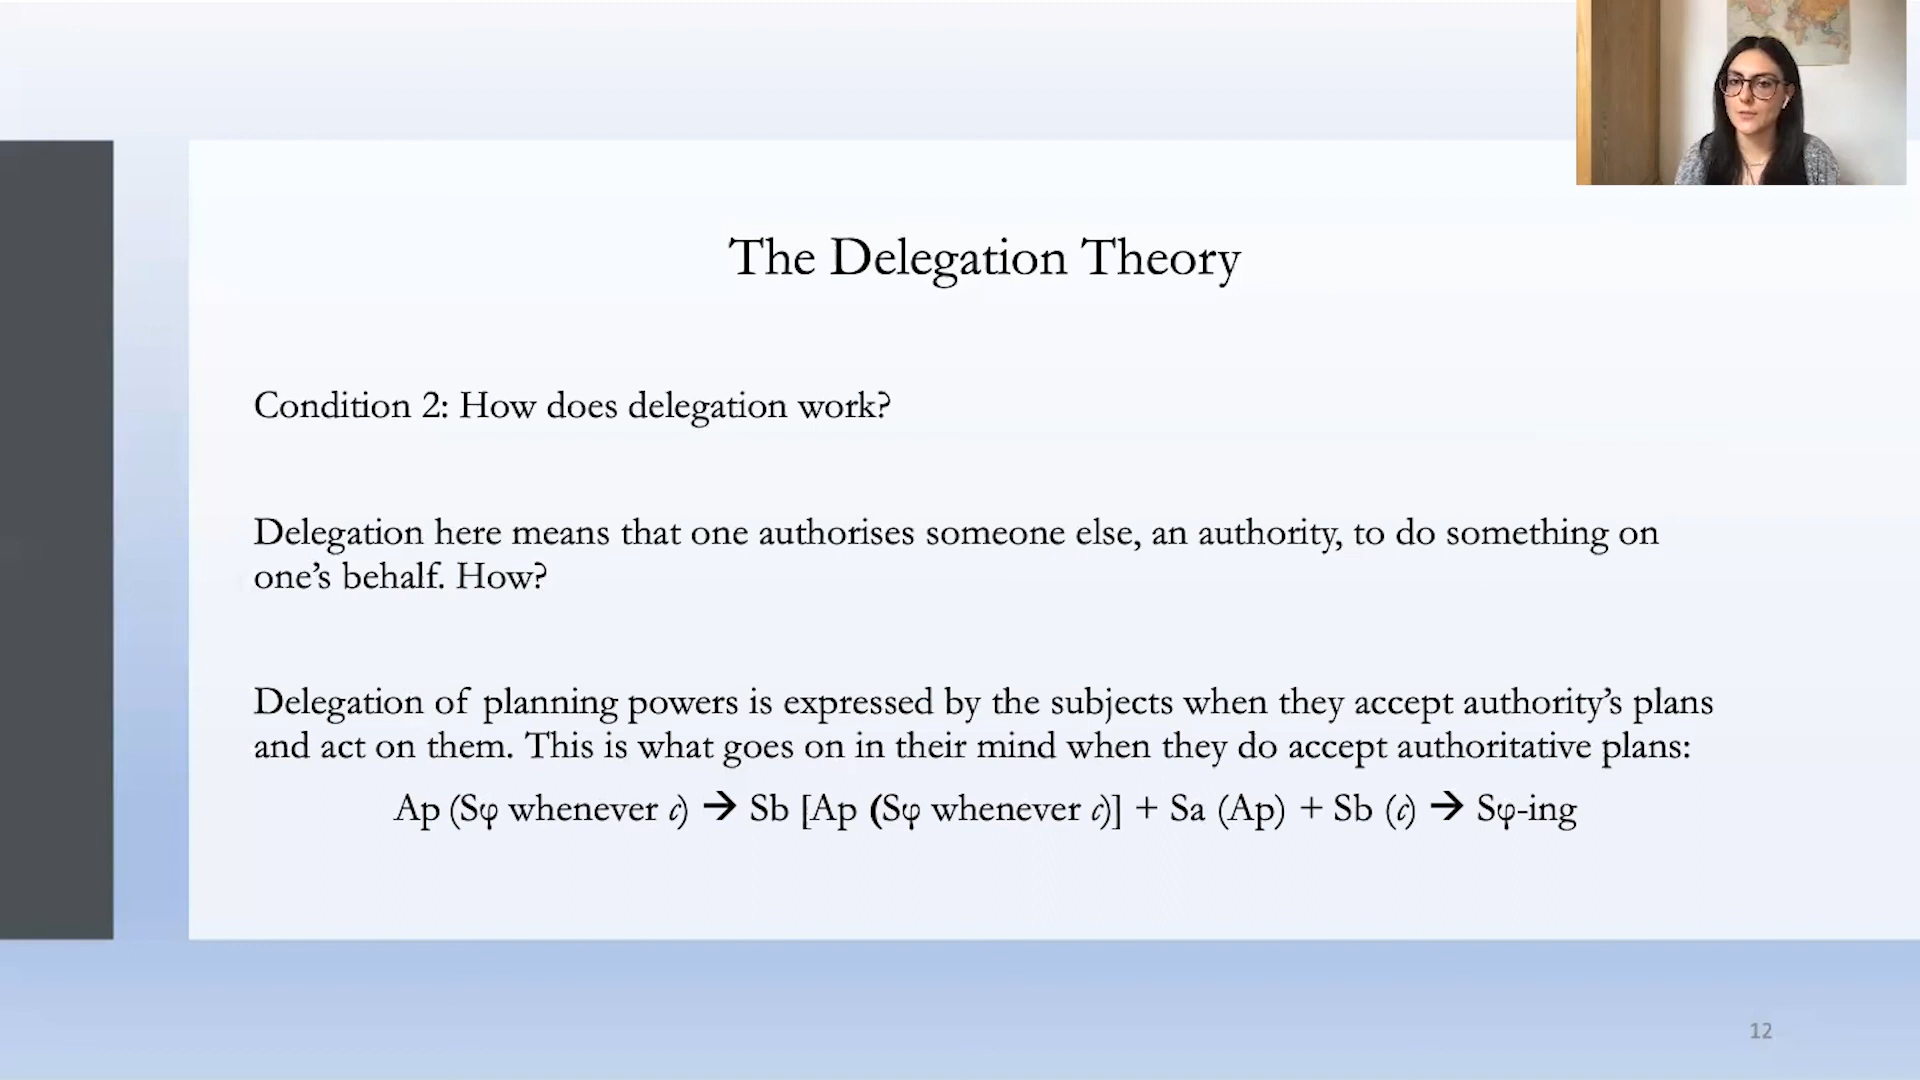 The Delegation Theory
Condition 2: How does delegation work?
Delegation here means that one authorises someone else, an authority, to do something on
one’s behalf. How?
Delegation of planning powers is expressed by the subjects when they accept authority’s plans
and act on them. This is what goes on in their mind when they do accept authoritative plans:
Ap (Sφ whenever c) → Sb [Ap (Sφ whenever c)] + Sa (Ap) + Sb (c) → Sφ-ing
12